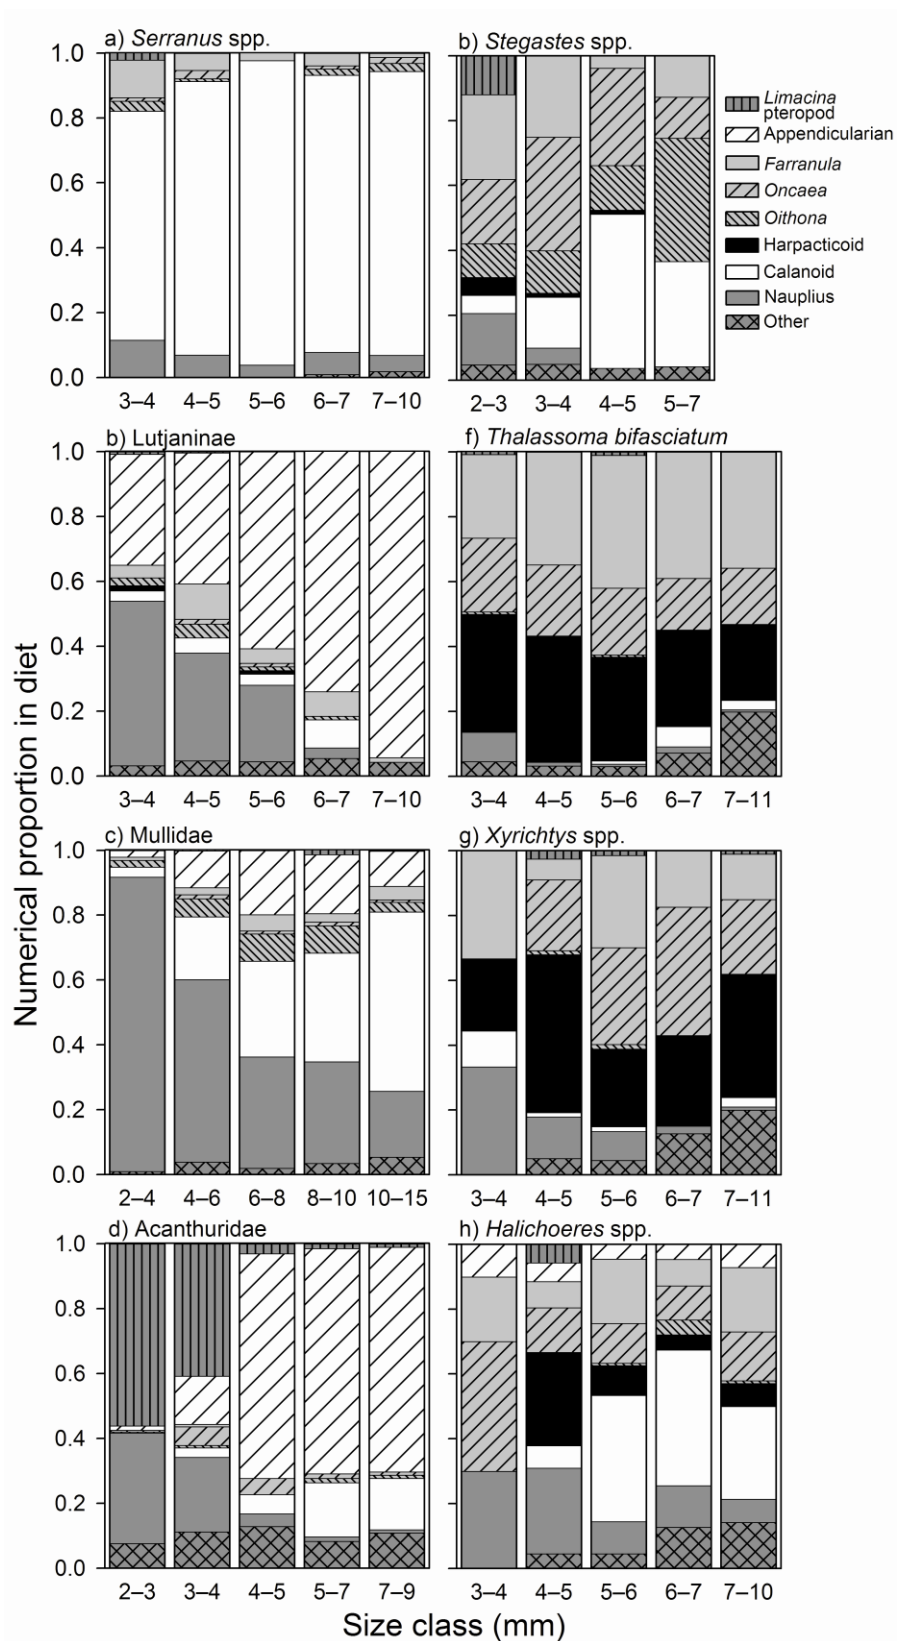 a) Serranus spp.
1.0
0.8
0.6
0.4
0.2
0.0
3–4 4–5 5–6 6–7 7–10
b) Stegastes spp.
2–3 3–4 4–5 5–7
Limacina
pteropod
Appendicularian
Farranula
Oncaea
Oithona
Harpacticoid
Calanoid
Nauplius
Other
b) Lutjaninae
1.0
0.8
0.6
0.4
0.2
0.0
3–4 4–5 5–6 6–7 7–10
f) Thalassoma bifasciatum
3–4 4–5 5–6 6–7 7–11
Numerical proportion in diet
c) Mullidae
1.0
0.8
0.6
0.4
0.2
0.0
2–4 4–6 6–8 8–10 10–15
g) Xyrichtys spp.
3–4 4–5 5–6 6–7 7–11
d) Acanthuridae
1.0
0.8
0.6
0.4
0.2
0.0
2–3 3–4 4–5 5–7 7–9
h) Halichoeres spp.
3–4 4–5 5–6 6–7 7–10
Size class (mm)